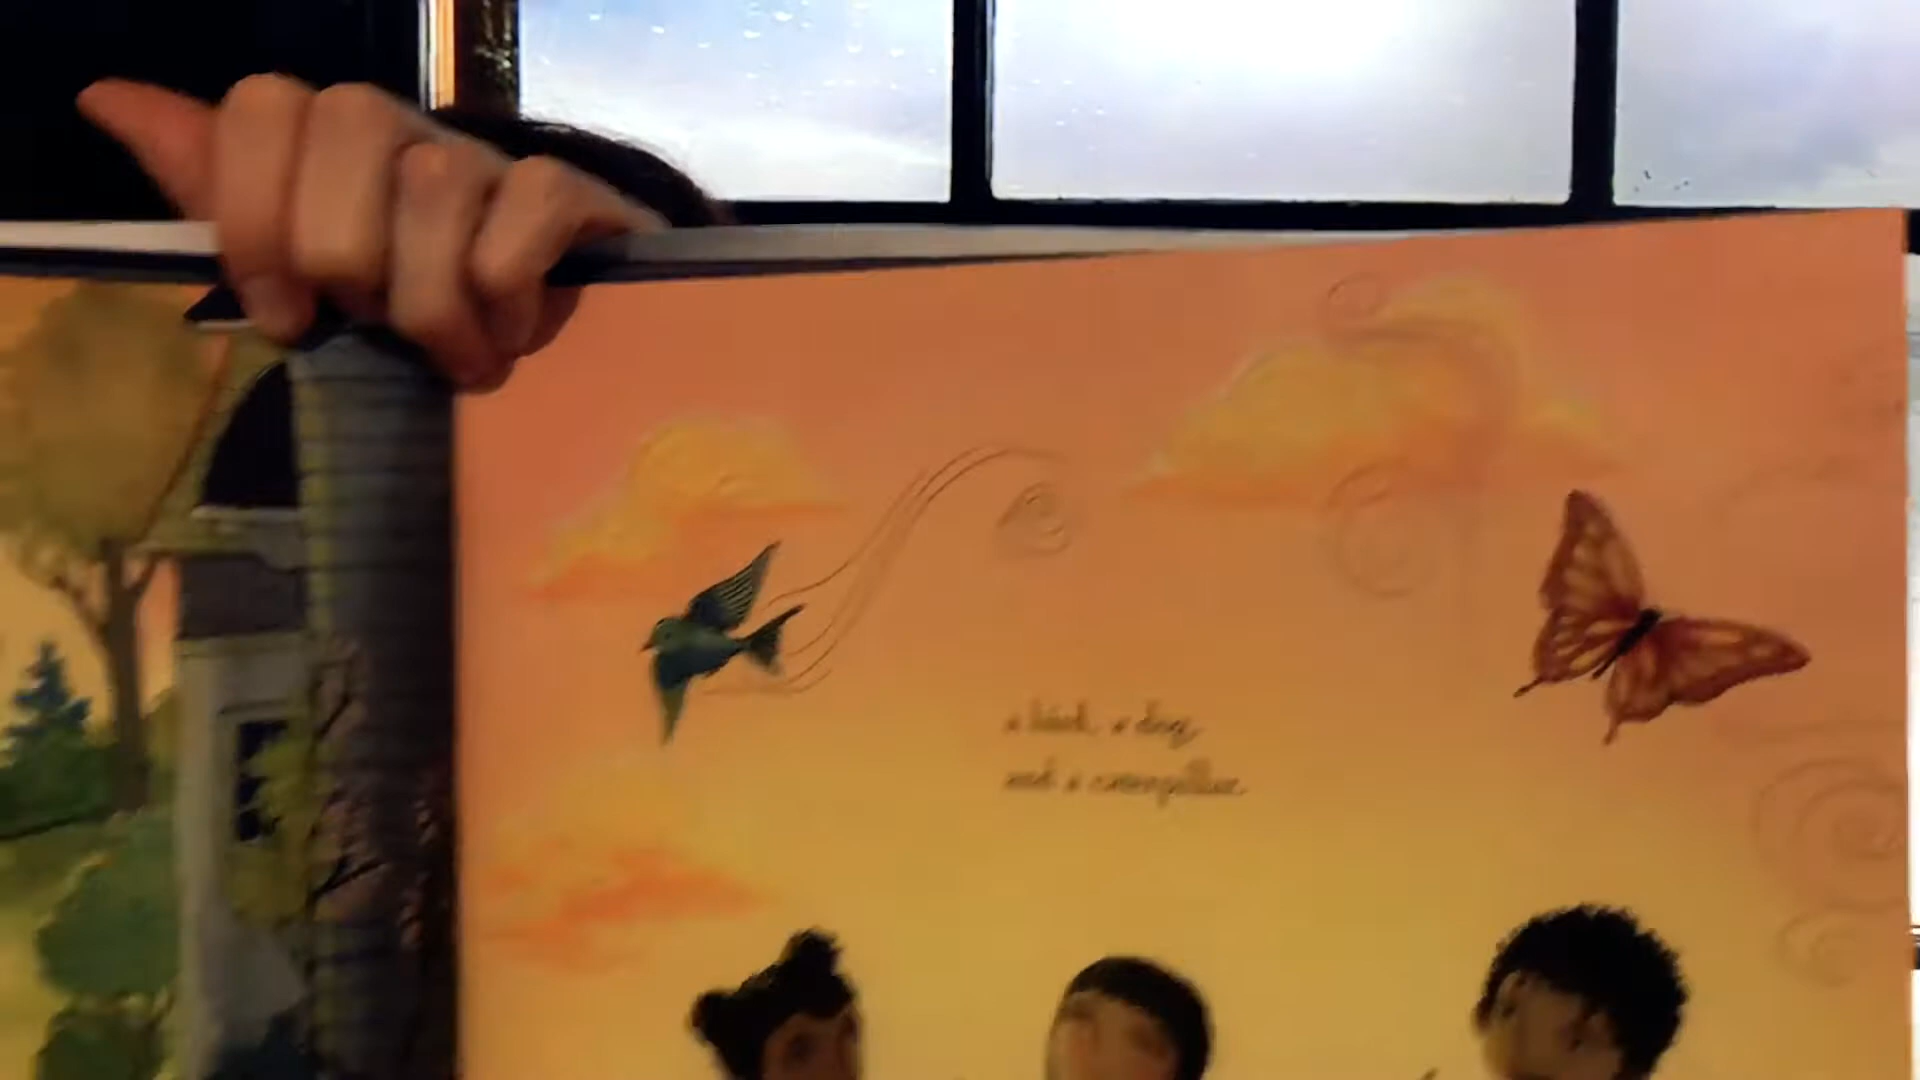 a bird, a dog,
and a caterpillar.